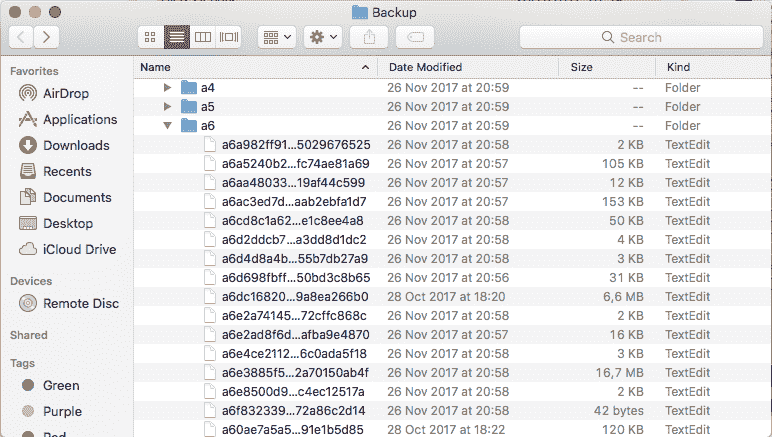 Backup
Search
Favorites
AirDrop
Applications
Downloads
Recents
Documents
Desktop
iCloud Drive
Devices
Remote Disc
Shared
Tags
Green
Purple
Name Date Modified Size Kind
a4 26 Nov 2017 at 20:59 -- Folder
a5 26 Nov 2017 at 20:59 -- Folder
a6 26 Nov 2017 at 20:59 -- Folder
a6a982ff91...5029676525 26 Nov 2017 at 20:58 2 KB TextEdit
a6a5240b2...fc74ae81a69 26 Nov 2017 at 20:57 105 KB TextEdit
a6aa48033...19af44c599 26 Nov 2017 at 20:57 12 KB TextEdit
a6ac3ed7d...aab2ebfa1d7 26 Nov 2017 at 20:57 153 KB TextEdit
a6cd8c1a62...e1c8ee4a8 26 Nov 2017 at 20:58 50 KB TextEdit
a6d2ddcb7...a3dd8d1dc2 26 Nov 2017 at 20:58 4 KB TextEdit
a6d4d8a4b...55b7db27a9 26 Nov 2017 at 20:58 3 KB TextEdit
a6d698fbff...50bd3c8b65 26 Nov 2017 at 20:56 31 KB TextEdit
a6dc16820...9a8ea266b0 28 Oct 2017 at 18:20 6,6 MB TextEdit
a6e2a74145...72cffc868c 26 Nov 2017 at 20:58 2 KB TextEdit
a6e2ad8f6d...afba9e4870 26 Nov 2017 at 20:57 16 KB TextEdit
a6e4ce2112...6c0ada5f18 26 Nov 2017 at 20:58 3 KB TextEdit
a6e3885f5...2a70150ab4f 26 Nov 2017 at 20:58 16,7 MB TextEdit
a6e8500d9...c4ec12517a 26 Nov 2017 at 20:58 2 KB TextEdit
a6f832339...72a86c2d14 26 Nov 2017 at 20:58 42 bytes TextEdit
a60ae7a5a5...91e1b5d85 28 Oct 2017 at 18:22 120 KB TextEdit